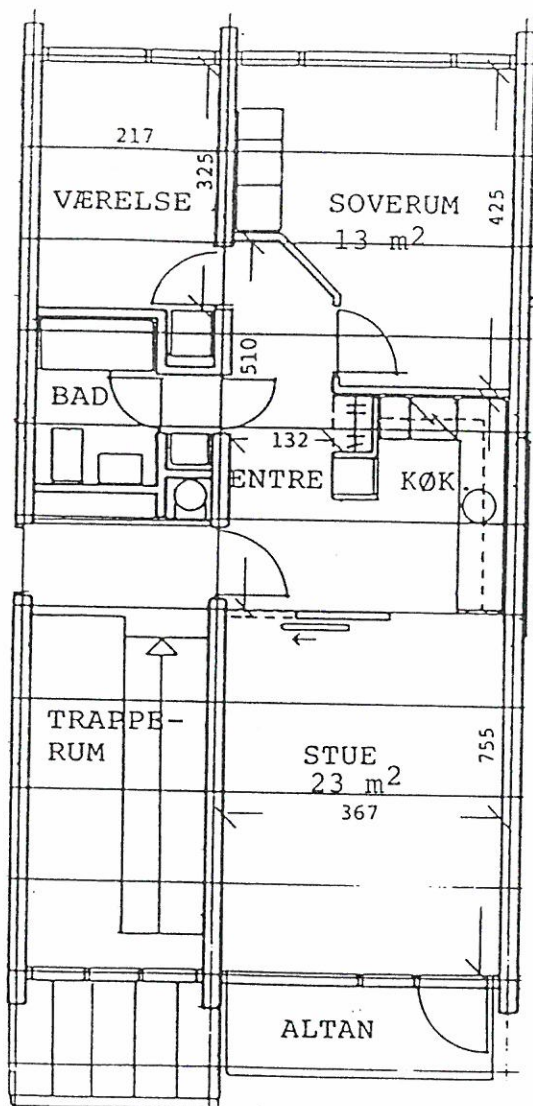 217
325
VÆRELSE
SOVERUM
13 m²
425
510
BAD
132
ENTRE
KØK.
TRAPPE-
RUM
STUE
23 m²
755
367
ALTAN